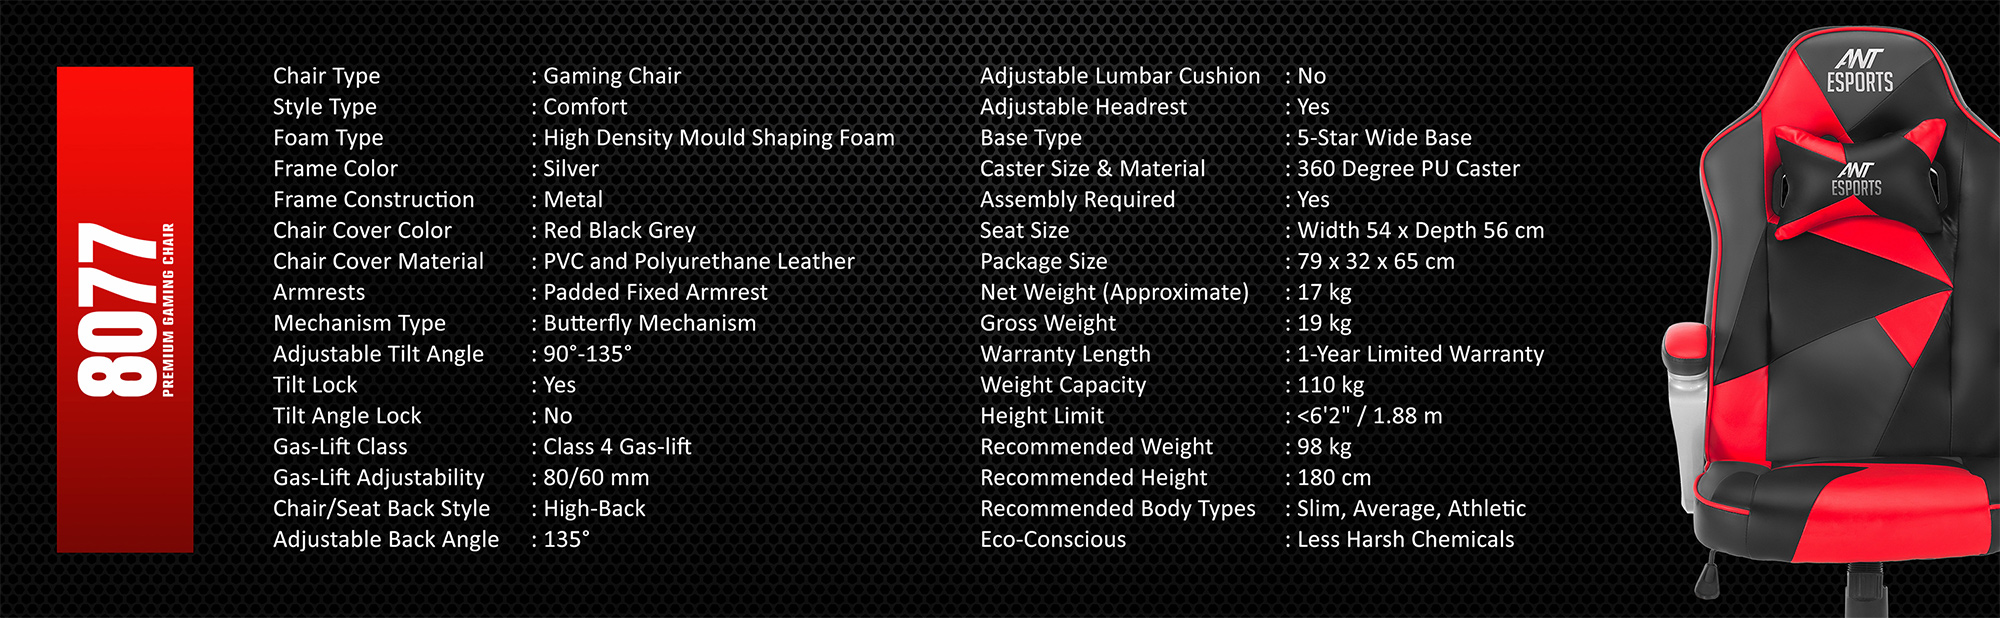 8077
PREMIUM GAMING CHAIR
Chair Type : Gaming Chair
Style Type : Comfort
Foam Type : High Density Mould Shaping Foam
Frame Color : Silver
Frame Construction : Metal
Chair Cover Color : Red Black Grey
Chair Cover Material : PVC and Polyurethane Leather
Armrests : Padded Fixed Armrest
Mechanism Type : Butterfly Mechanism
Adjustable Tilt Angle : 90°-135°
Tilt Lock : Yes
Tilt Angle Lock : No
Gas-Lift Class : Class 4 Gas-lift
Gas-Lift Adjustability : 80/60 mm
Chair/Seat Back Style : High-Back
Adjustable Back Angle : 135°
Adjustable Lumbar Cushion : No
Adjustable Headrest : Yes
Base Type : 5-Star Wide Base
Caster Size & Material : 360 Degree PU Caster
Assembly Required : Yes
Seat Size : Width 54 x Depth 56 cm
Package Size : 79 x 32 x 65 cm
Net Weight (Approximate) : 17 kg
Gross Weight : 19 kg
Warranty Length : 1-Year Limited Warranty
Weight Capacity : 110 kg
Height Limit : <6'2" / 1.88 m
Recommended Weight : 98 kg
Recommended Height : 180 cm
Recommended Body Types : Slim, Average, Athletic
Eco-Conscious : Less Harsh Chemicals
ANT
ESPORTS
ANT
ESPORTS